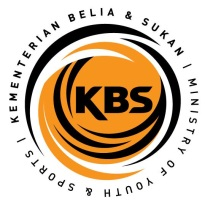 KEMENTERIAN BELIA & SUKAN | MINISTRY OF YOUTH & SPORTS |
KBS